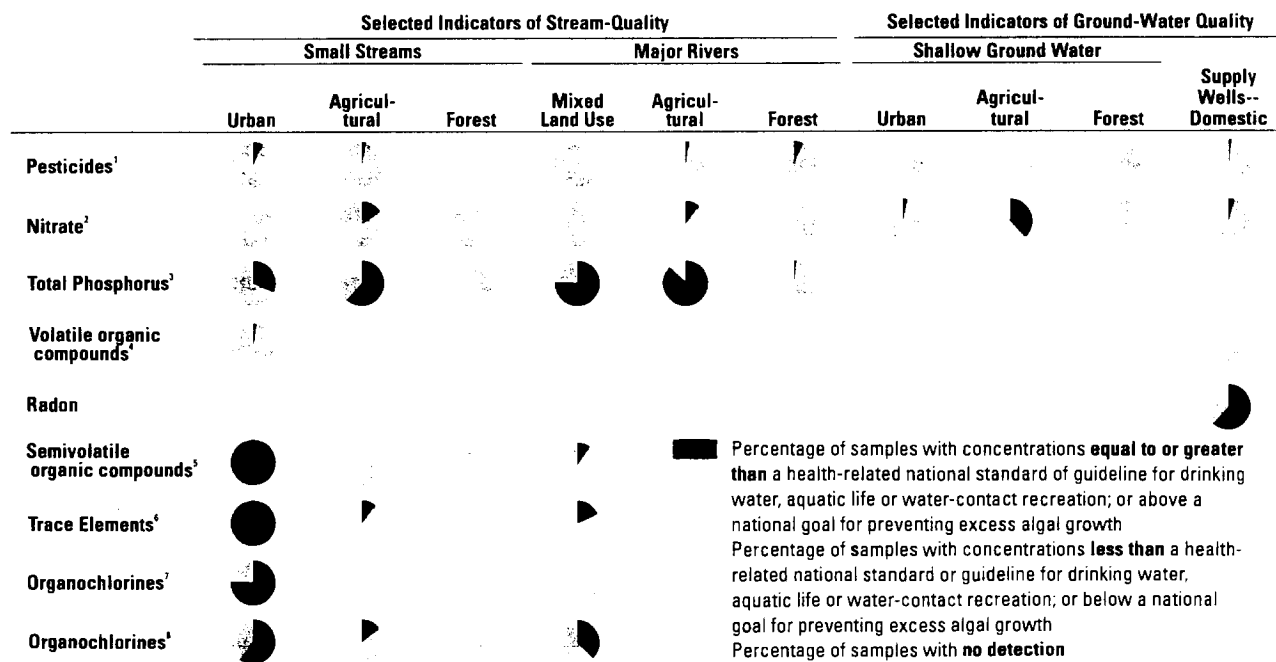 Selected Indicators of Stream-Quality
Selected Indicators of Ground-Water Quality
Small Streams
Major Rivers
Shallow Ground Water
Urban
Agricul-
tural
Forest
Mixed
Land Use
Agricul-
tural
Forest
Urban
Agricul-
tural
Forest
Supply
Wells--
Domestic
Pesticides¹
Nitrate²
Total Phosphorus³
Volatile organic
compounds⁴
Radon
Semivolatile
organic compounds⁵
Trace Elements⁶
Organochlorines⁷
Organochlorines⁸
Percentage of samples with concentrations equal to or greater
than a health-related national standard of guideline for drinking
water, aquatic life or water-contact recreation; or above a
national goal for preventing excess algal growth
Percentage of samples with concentrations less than a health-
related national standard or guideline for drinking water,
aquatic life or water-contact recreation; or below a national
goal for preventing excess algal growth
Percentage of samples with no detection